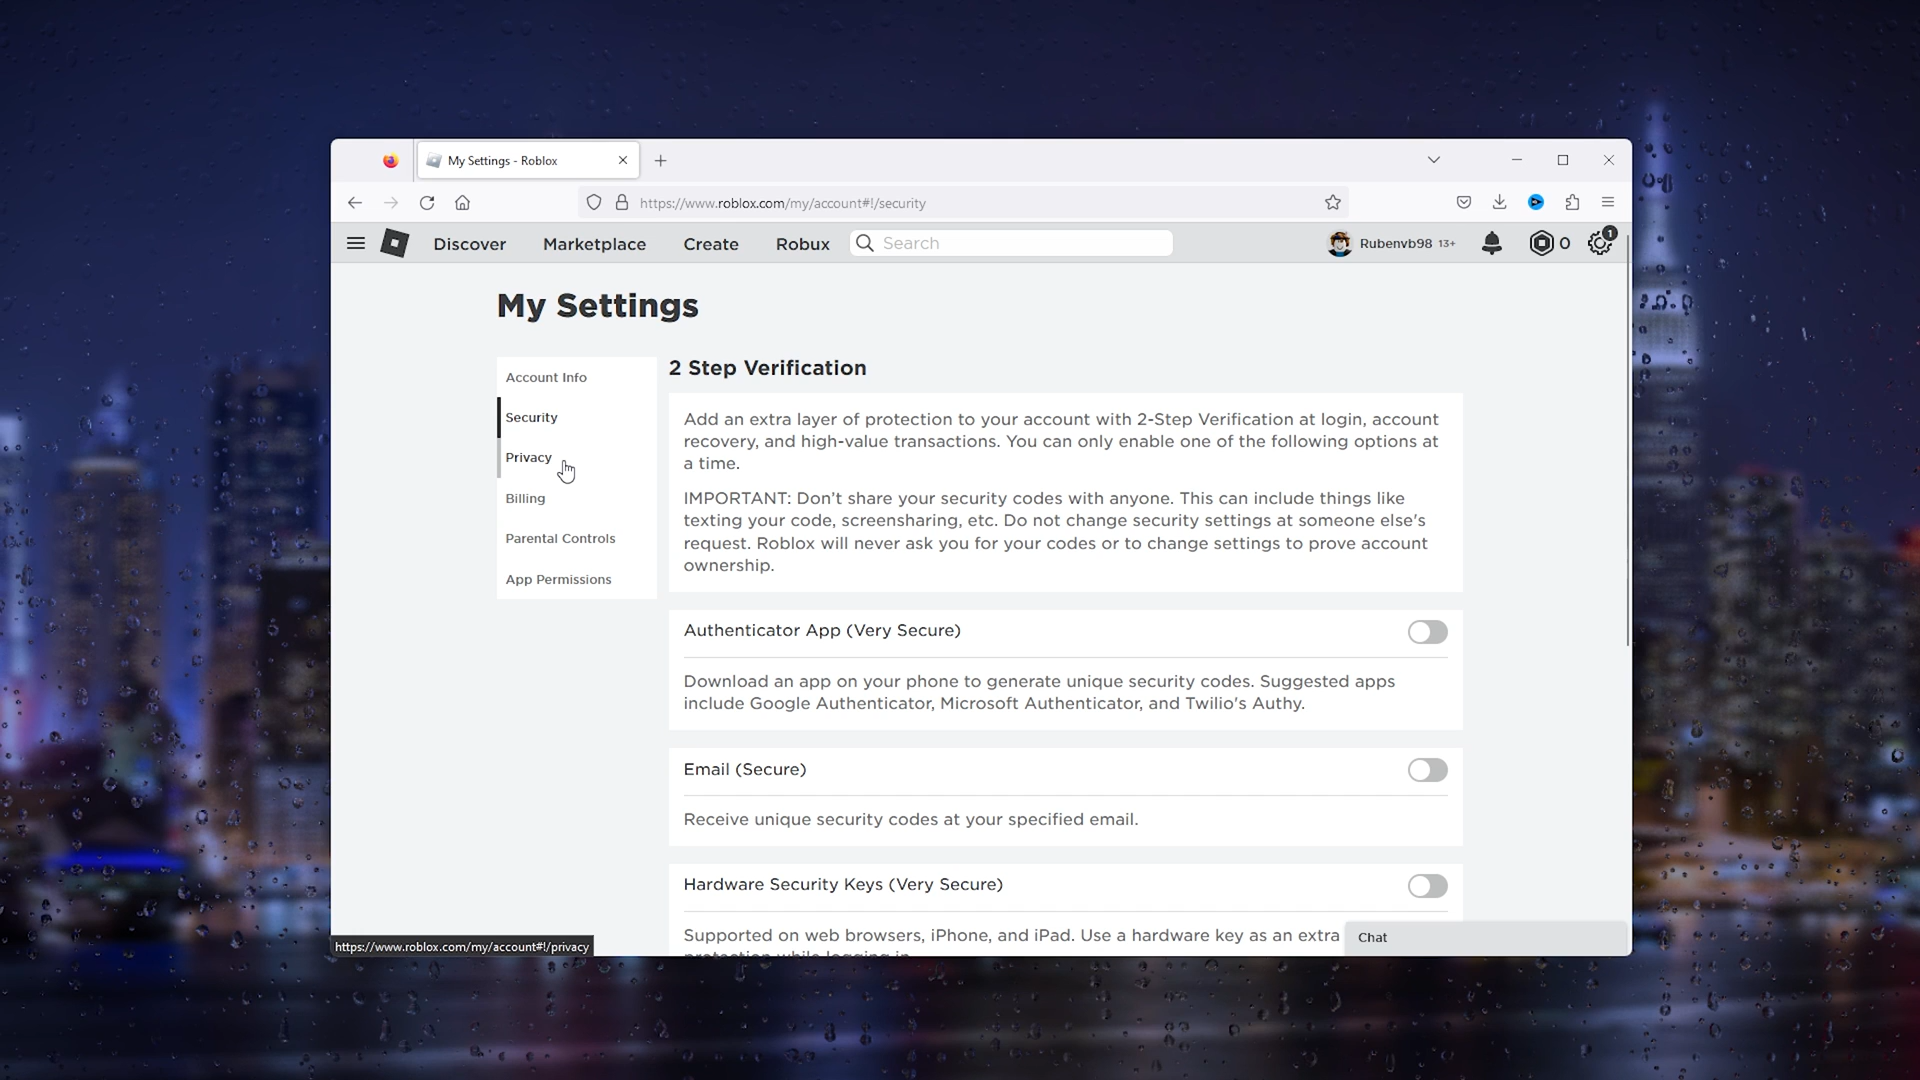 My Settings - Roblox
https://www.roblox.com/my/account#!/security
Discover
Marketplace
Create
Robux
Search
Rubenvb98 13+
0
1
My Settings
Account Info
Security
Privacy
Billing
Parental Controls
App Permissions
2 Step Verification
Add an extra layer of protection to your account with 2-Step Verification at login, account
recovery, and high-value transactions. You can only enable one of the following options at
a time.
IMPORTANT: Don’t share your security codes with anyone. This can include things like
texting your code, screensharing, etc. Do not change security settings at someone else's
request. Roblox will never ask you for your codes or to change settings to prove account
ownership.
Authenticator App (Very Secure)
Download an app on your phone to generate unique security codes. Suggested apps
include Google Authenticator, Microsoft Authenticator, and Twilio's Authy.
Email (Secure)
Receive unique security codes at your specified email.
Hardware Security Keys (Very Secure)
Supported on web browsers, iPhone, and iPad. Use a hardware key as an extra
protection while logging in
Chat
https://www.roblox.com/my/account#!/privacy